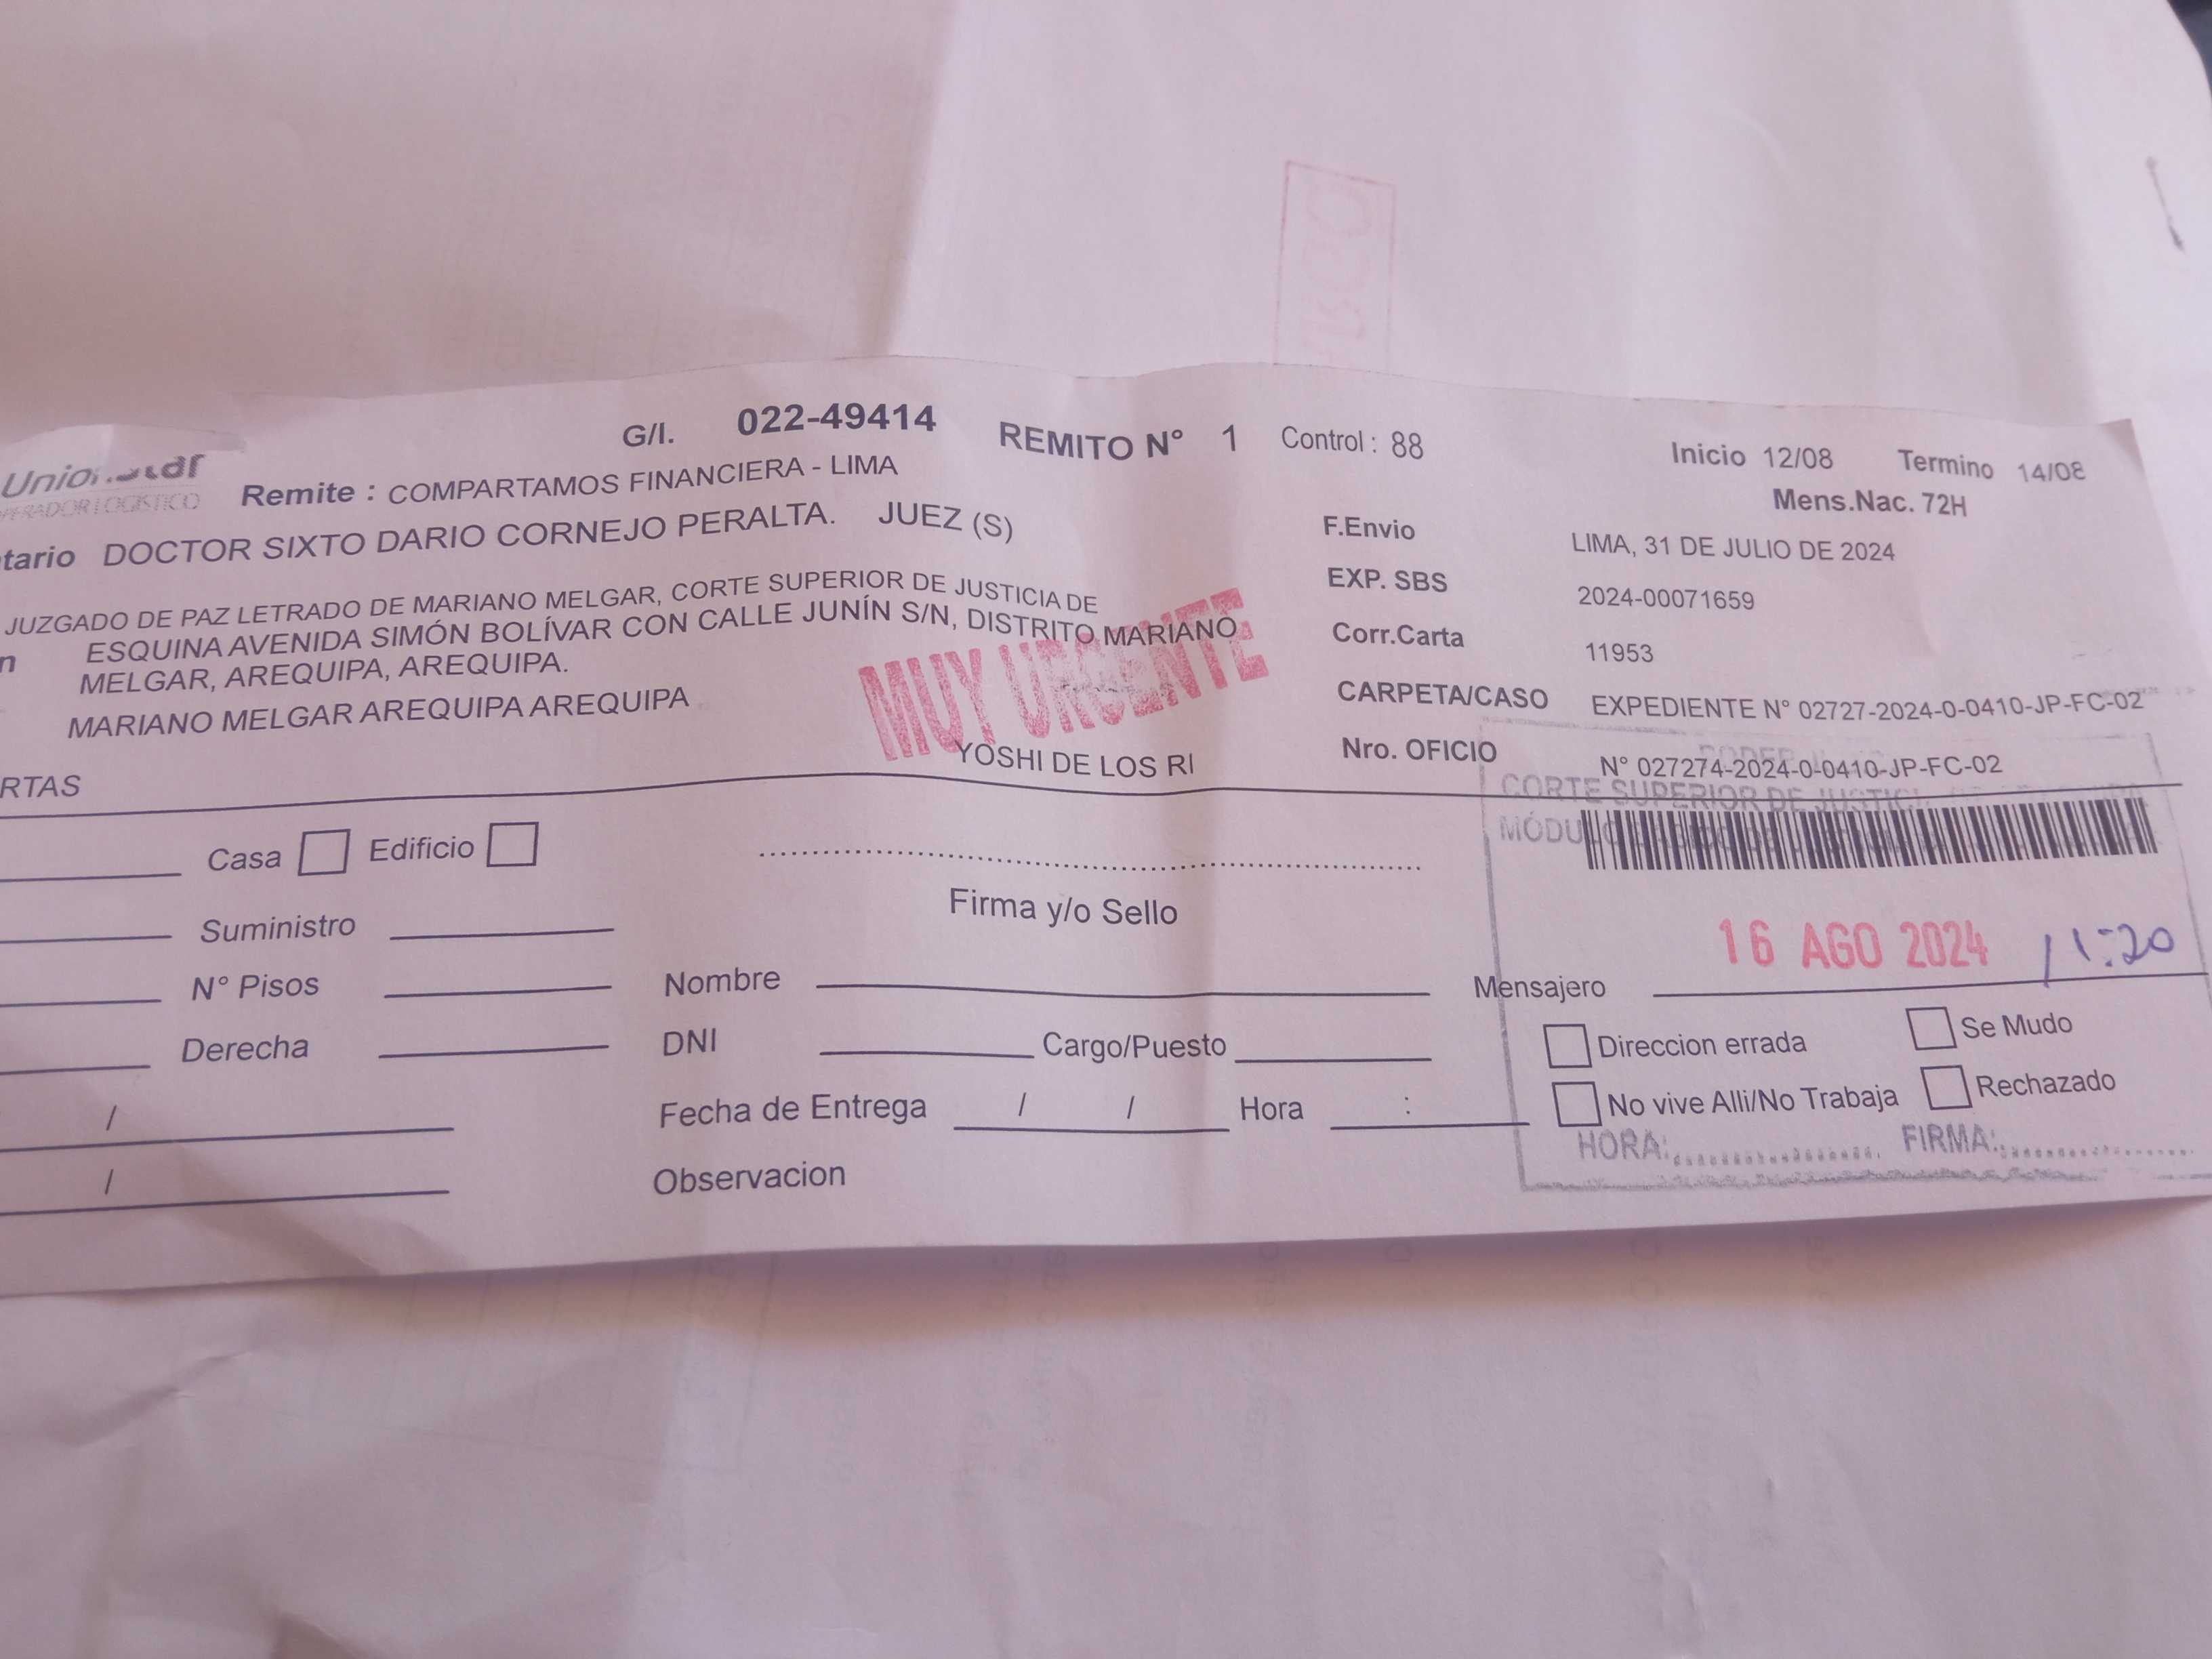 G/I. 022-49414 REMITO N° 1 Control : 88 Inicio 12/08 Termino 14/08
OPERADOR LOGISTICO Remite : COMPARTAMOS FINANCIERA - LIMA Mens.Nac. 72H
tario DOCTOR SIXTO DARIO CORNEJO PERALTA. JUEZ (S) F.Envio LIMA, 31 DE JULIO DE 2024
JUZGADO DE PAZ LETRADO DE MARIANO MELGAR, CORTE SUPERIOR DE JUSTICIA DE EXP. SBS 2024-00071659
n ESQUINA AVENIDA SIMÓN BOLÍVAR CON CALLE JUNÍN S/N, DISTRITO MARIANO Corr.Carta 11953
MELGAR, AREQUIPA, AREQUIPA.
MARIANO MELGAR AREQUIPA AREQUIPA CARPETA/CASO EXPEDIENTE N° 02727-2024-0-0410-JP-FC-02
MUY URGENTE
YOSHI DE LOS RI Nro. OFICIO N° 027274-2024-0-0410-JP-FC-02
RTAS PODER
CORTE SUPERIOR DE JUSTICI
Casa Edificio
Firma y/o Sello
Suministro 16 AGO 2024 11:20
N° Pisos Nombre Mensajero
Derecha DNI Cargo/Puesto Direccion errada Se Mudo
/ Fecha de Entrega / / Hora : No vive Alli/No Trabaja Rechazado
HORA: FIRMA:
/ Observacion